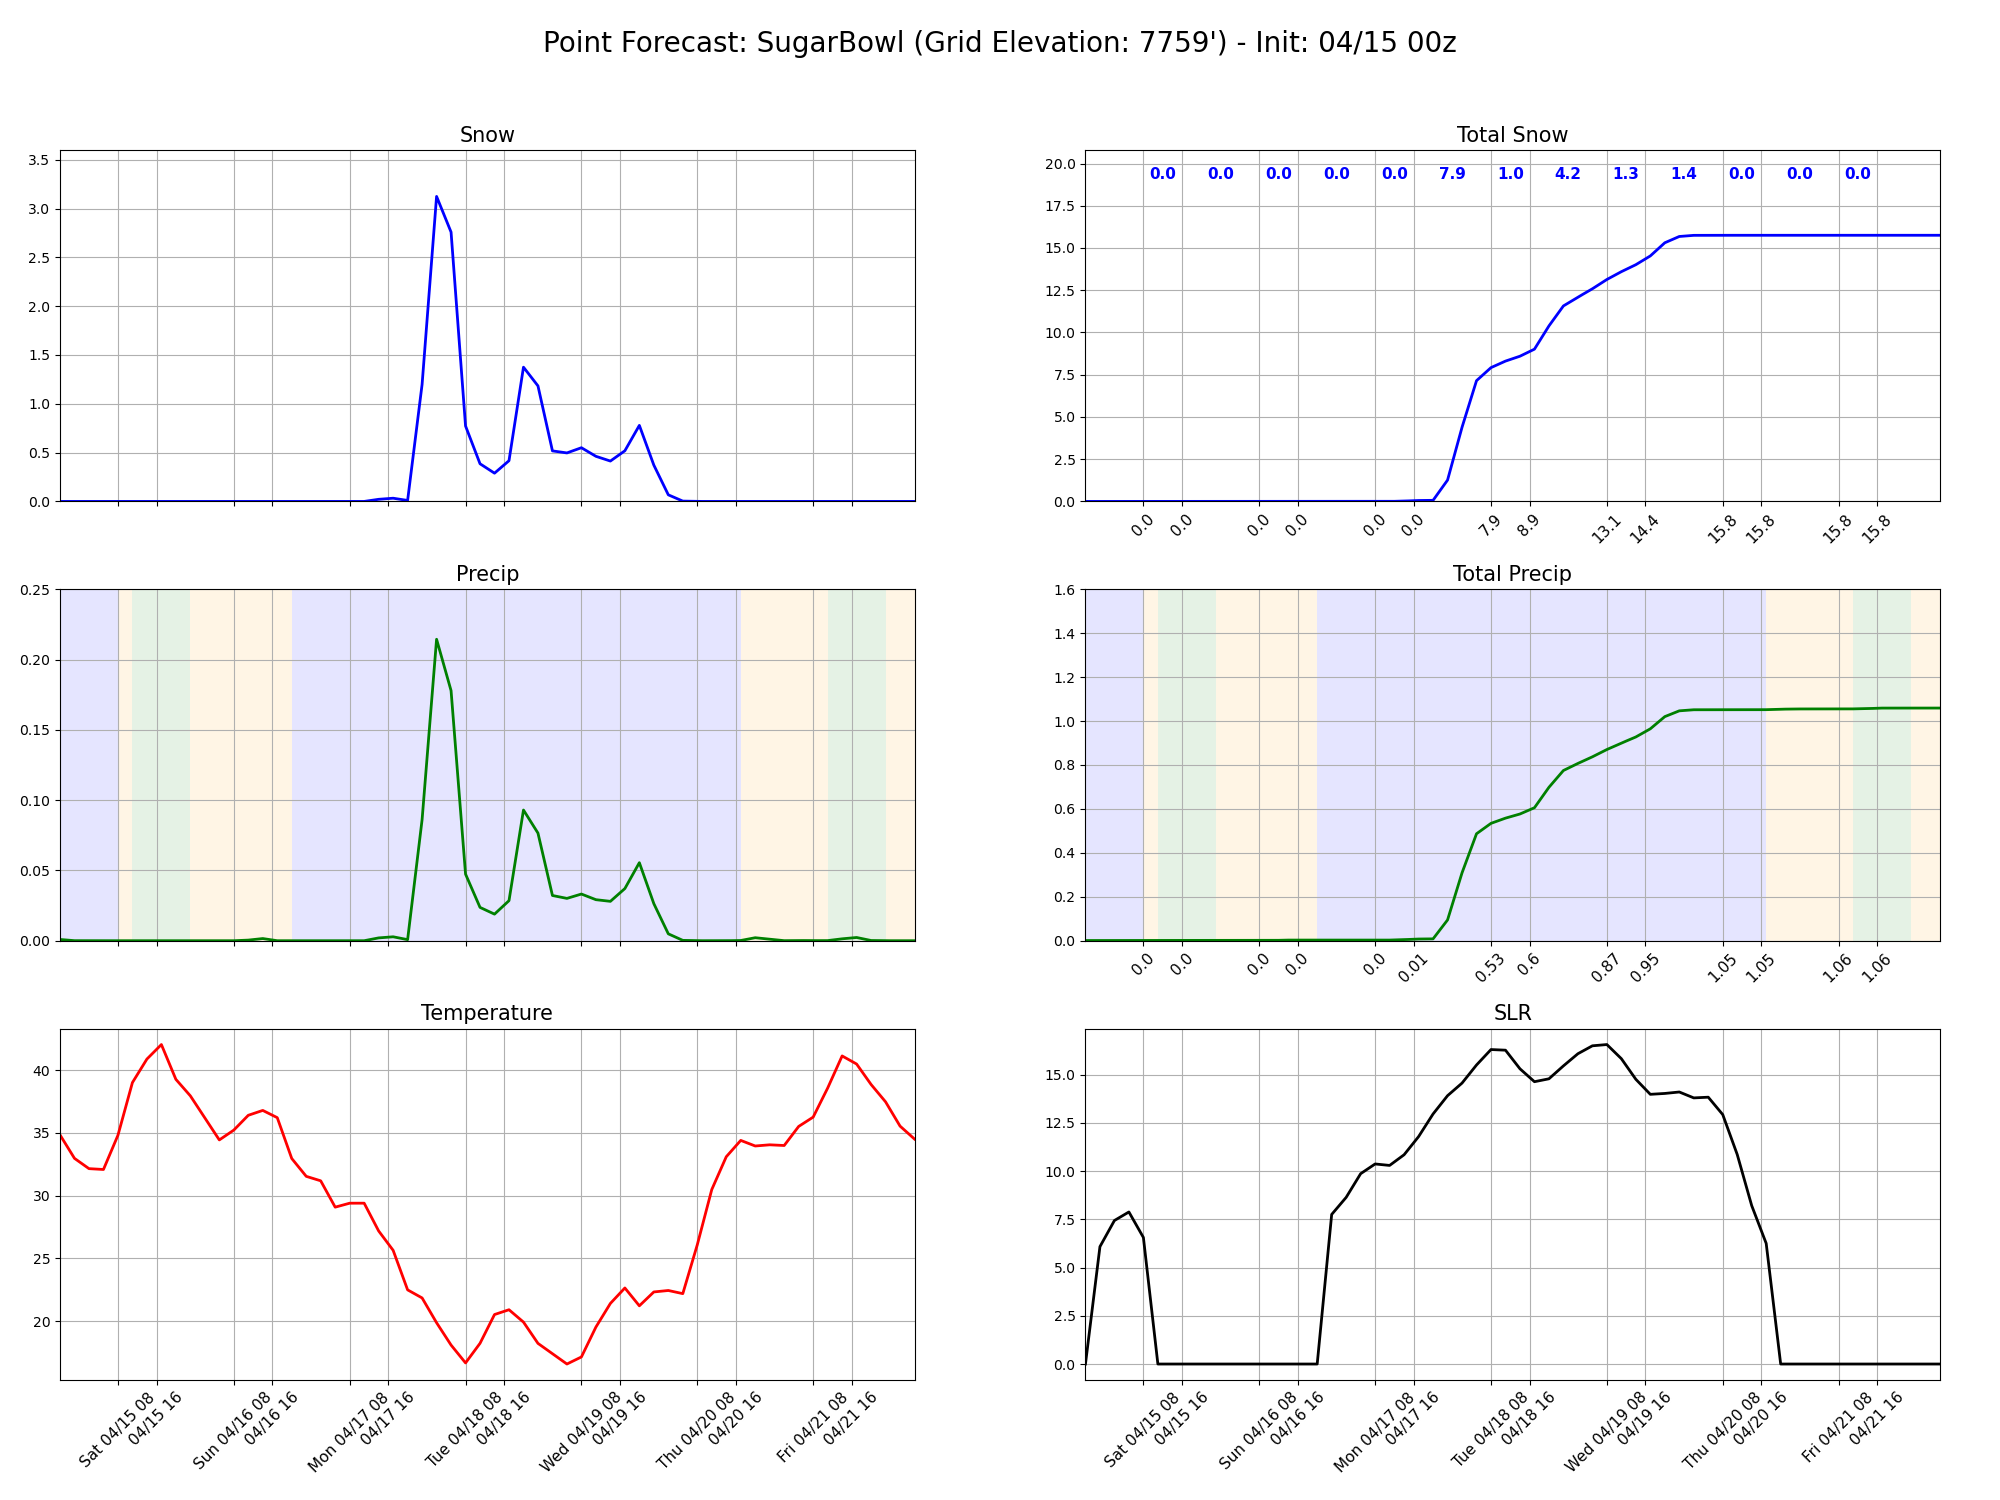 Point Forecast: SugarBowl (Grid Elevation: 7759') - Init: 04/15 00z
Snow
3.5
3.0
2.5
2.0
1.5
1.0
0.5
0.0
Total Snow
20.0
17.5
15.0
12.5
10.0
7.5
5.0
2.5
0.0
0.0 0.0 0.0 0.0 0.0 7.9 1.0 4.2 1.3 1.4 0.0 0.0 0.0
0.0 0.0 0.0 0.0 0.0 0.0 7.9 8.9 13.1 14.4 15.8 15.8 15.8 15.8
Precip
0.25
0.20
0.15
0.10
0.05
0.00
Total Precip
1.6
1.4
1.2
1.0
0.8
0.6
0.4
0.2
0.0
0.0 0.0 0.0 0.0 0.0 0.01 0.53 0.6 0.87 0.95 1.05 1.05 1.06 1.06
Temperature
40
35
30
25
20
Sat 04/15 08
04/15 16
Sun 04/16 08
04/16 16
Mon 04/17 08
04/17 16
Tue 04/18 08
04/18 16
Wed 04/19 08
04/19 16
Thu 04/20 08
04/20 16
Fri 04/21 08
04/21 16
SLR
15.0
12.5
10.0
7.5
5.0
2.5
0.0
Sat 04/15 08
04/15 16
Sun 04/16 08
04/16 16
Mon 04/17 08
04/17 16
Tue 04/18 08
04/18 16
Wed 04/19 08
04/19 16
Thu 04/20 08
04/20 16
Fri 04/21 08
04/21 16